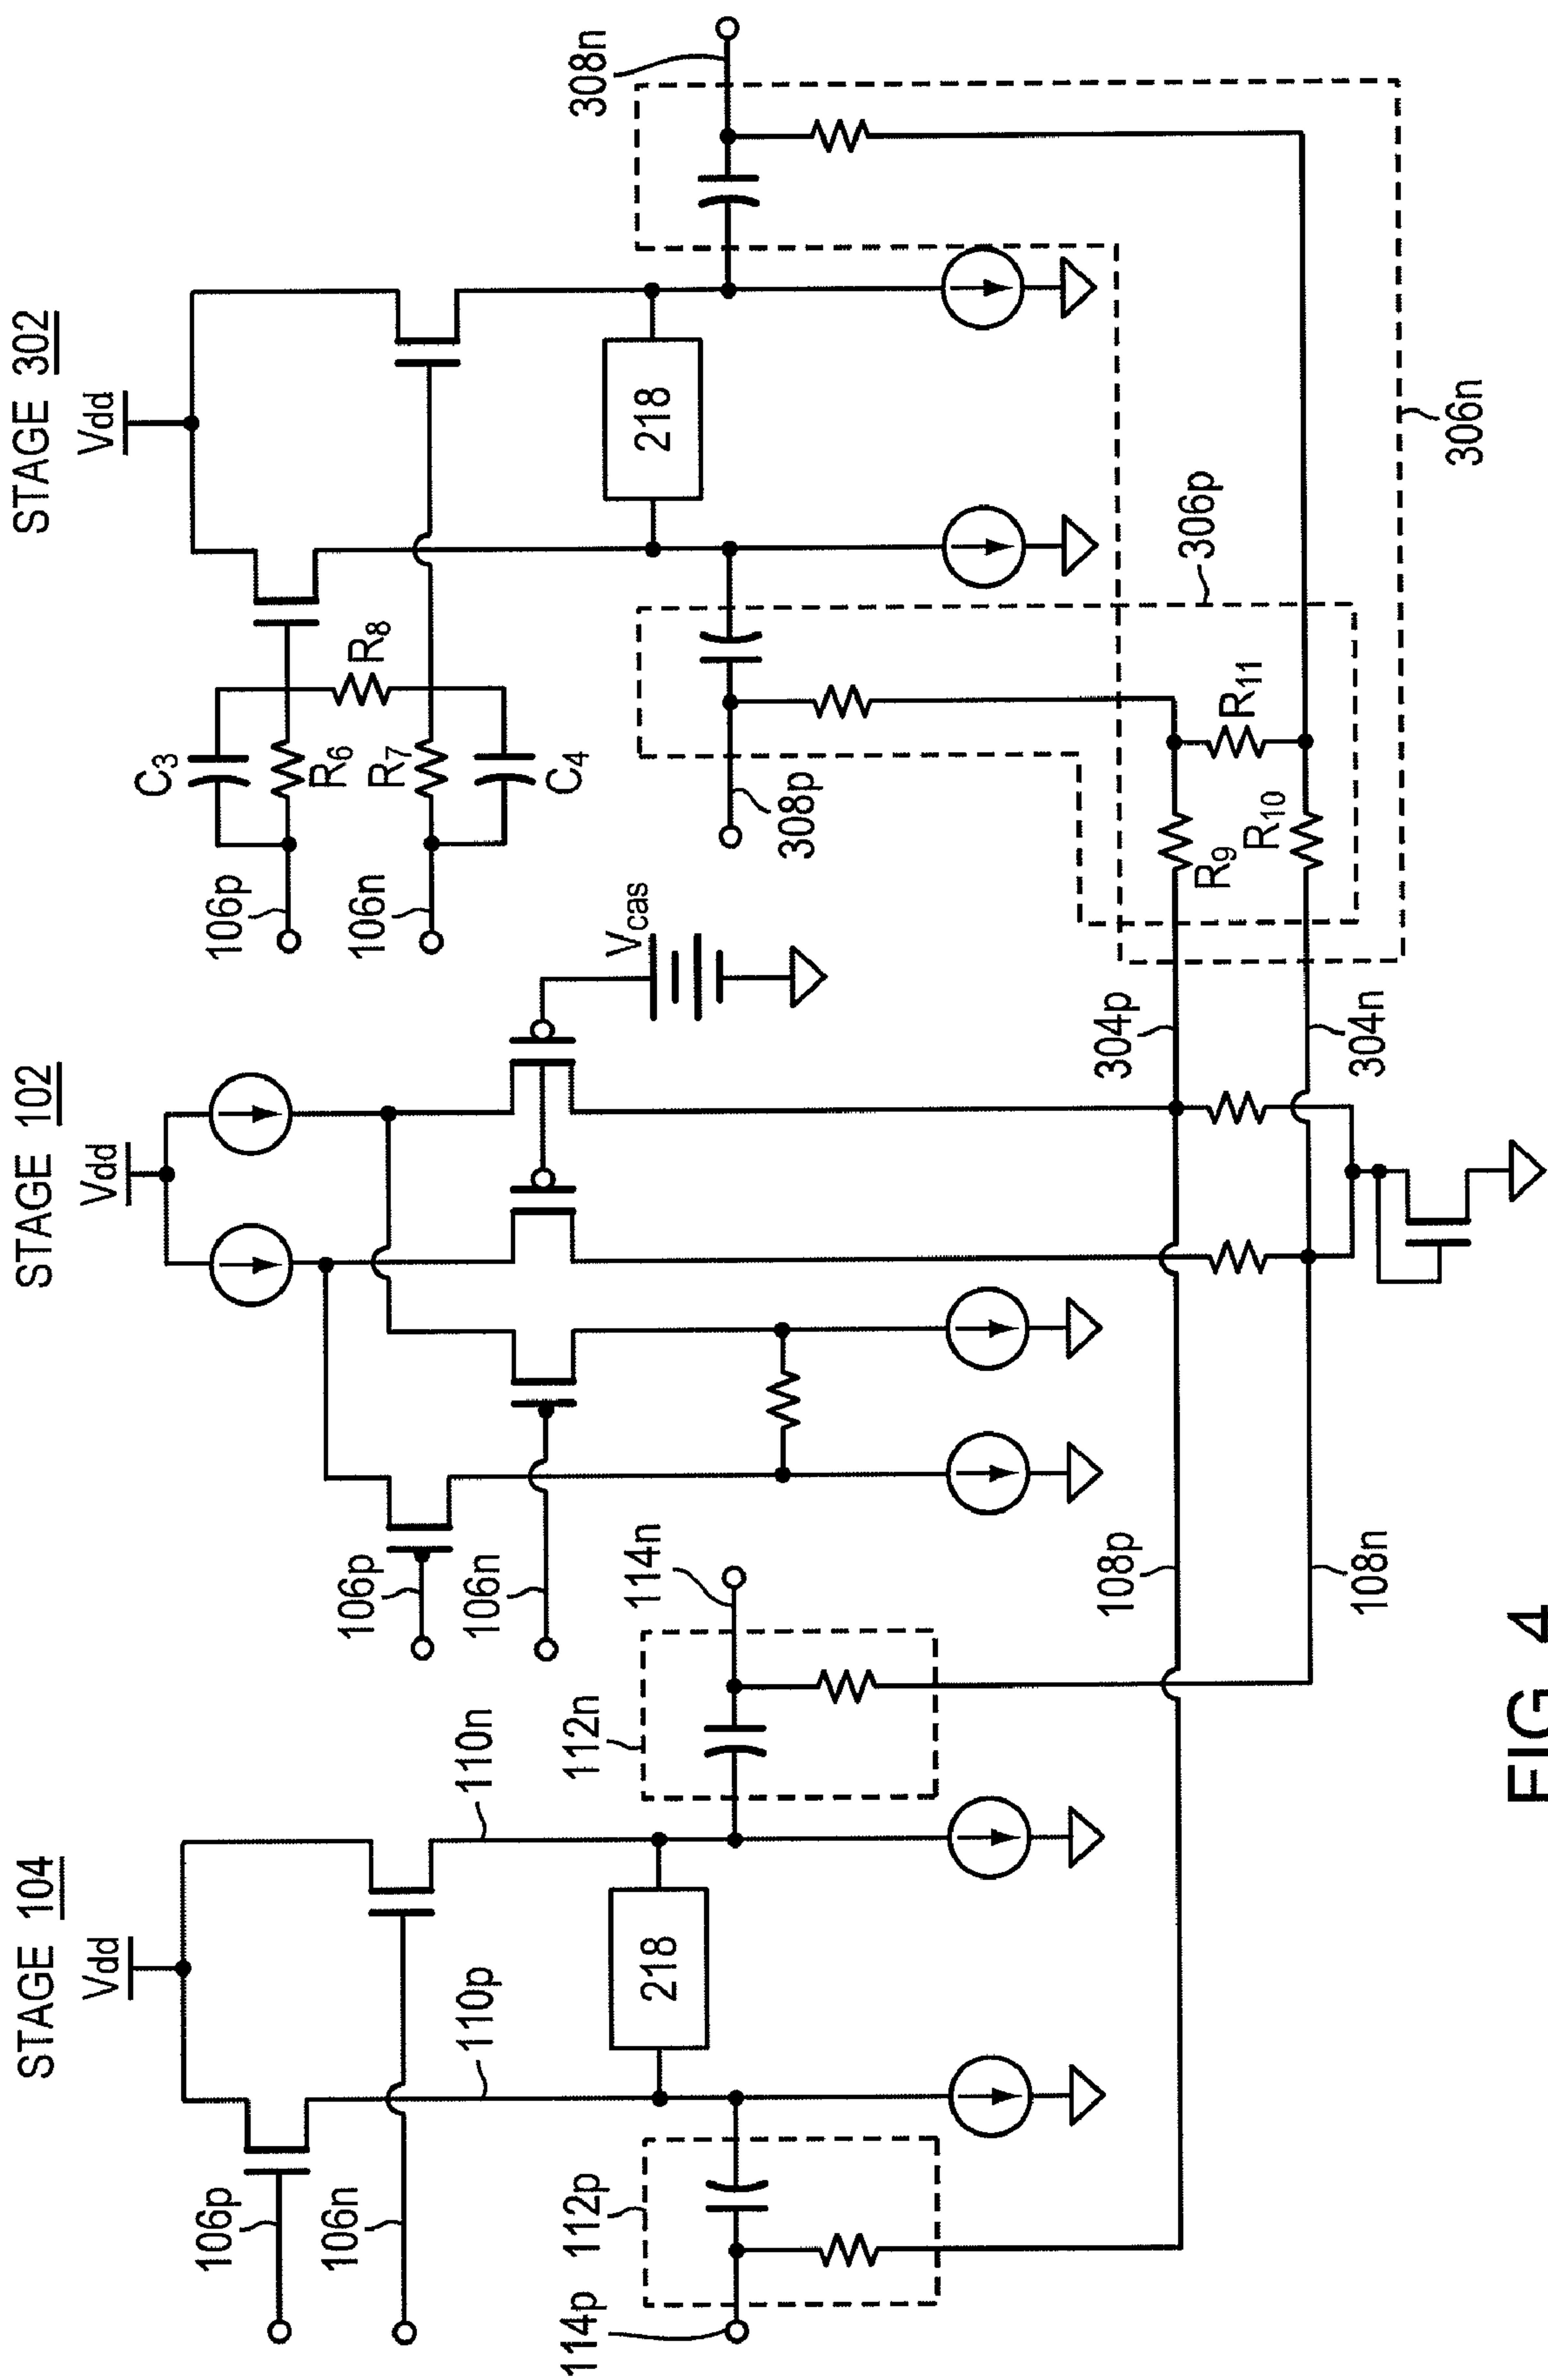 STAGE 104
Vdd
106p
106n
110p
110n
218
112p
114p
112n
114n
STAGE 102
Vdd
106p
106n
Vcas
108p
108n
304p
304n
STAGE 302
Vdd
C3
R6
R8
R7
C4
106p
106n
218
308p
308n
R9
R10
R11
306p
306n
FIG. 4